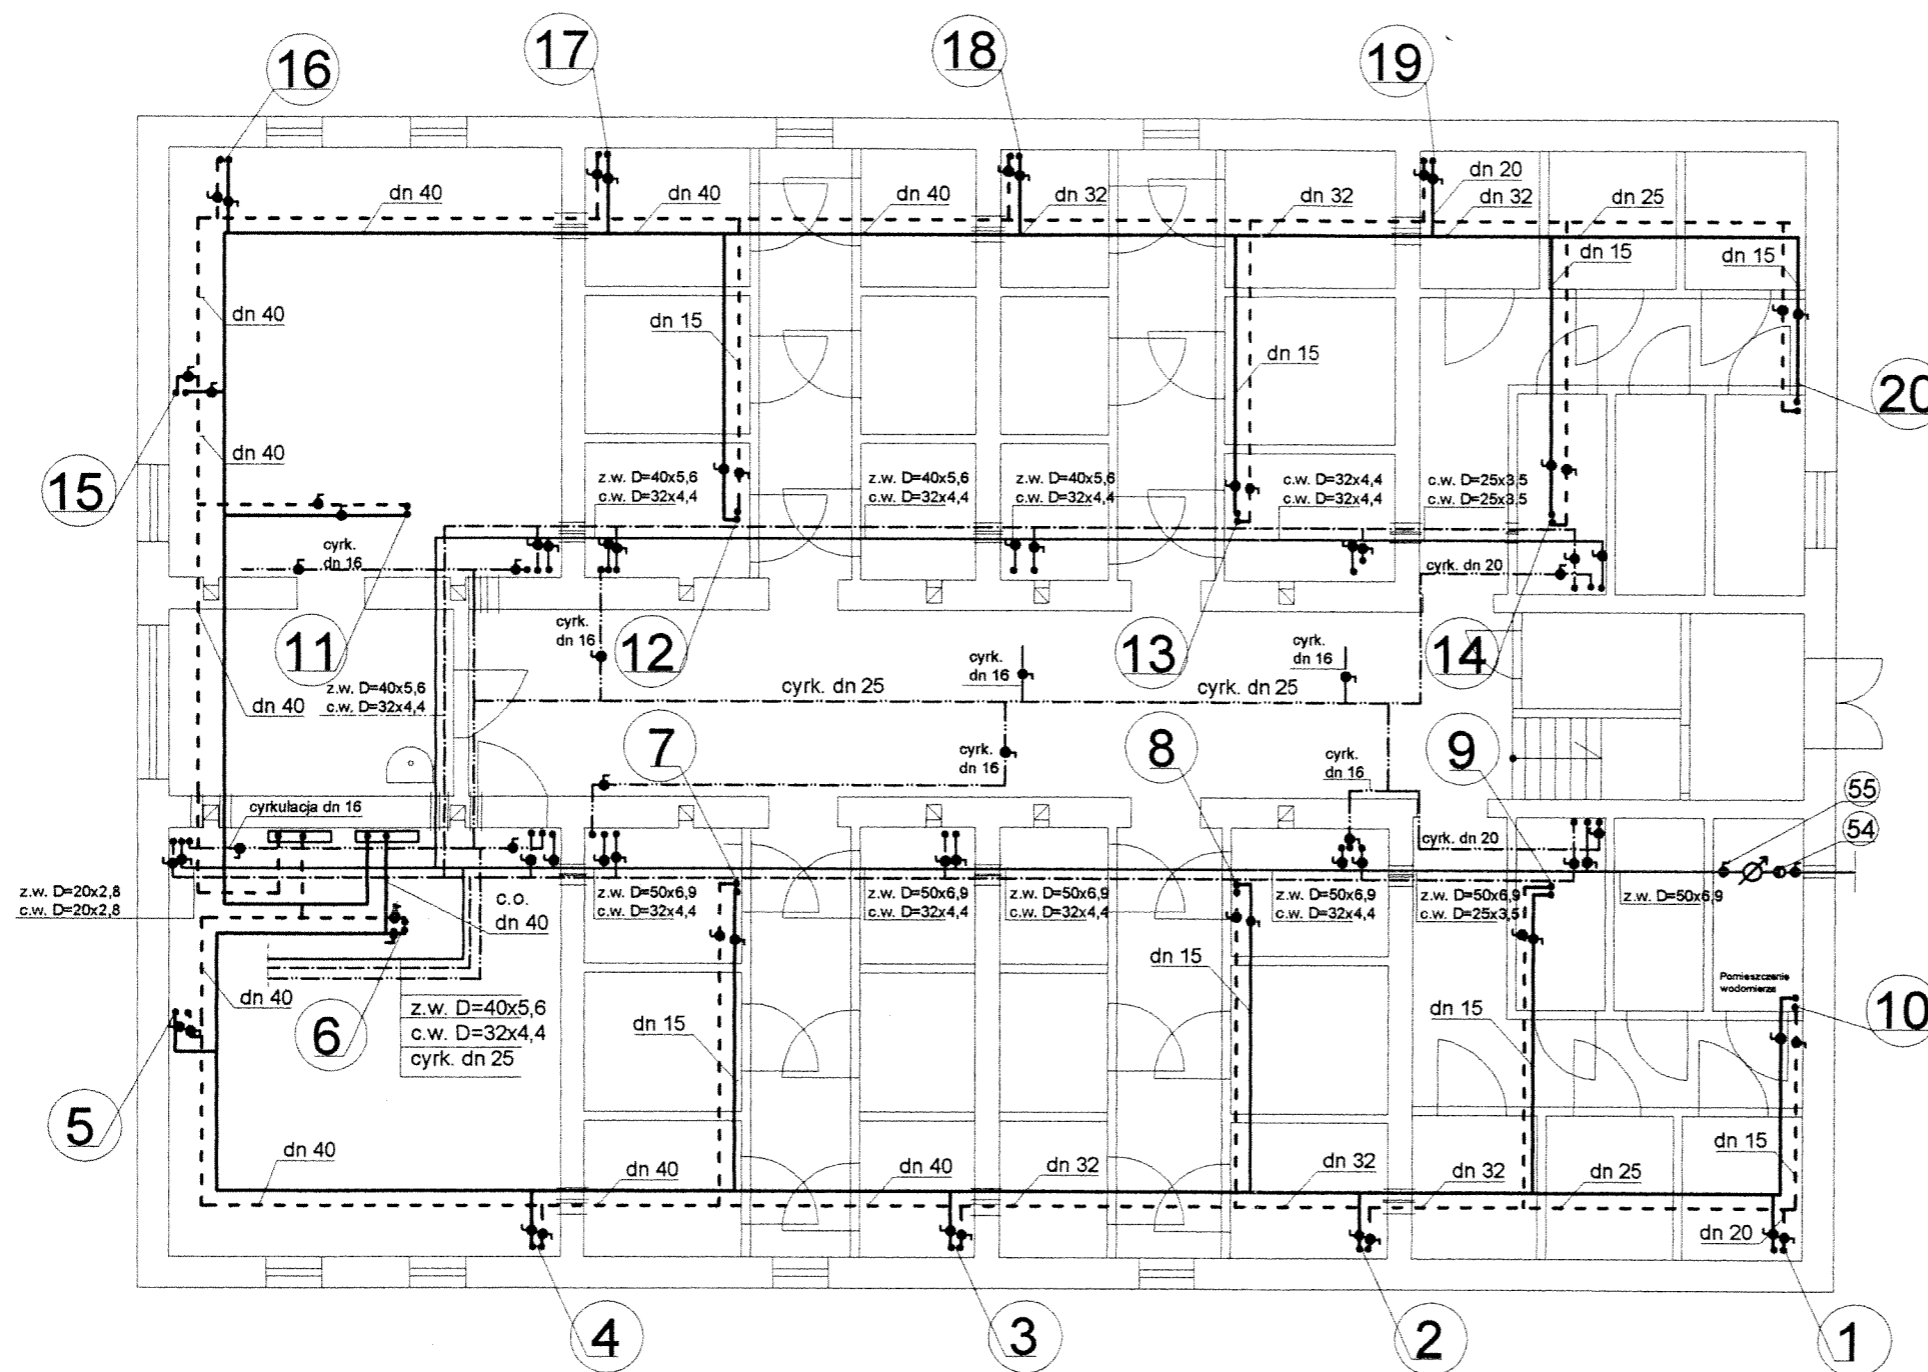 16
17
18
19
dn 40
dn 40
dn 40
dn 32
dn 32
dn 20
dn 32
dn 25
dn 15
dn 15
dn 40
dn 15
dn 15
20
dn 40
15
z.w. D=40x5,6
c.w. D=32x4,4
z.w. D=40x5,6
c.w. D=32x4,4
z.w. D=40x5,6
c.w. D=32x4,4
c.w. D=32x4,4
c.w. D=32x4,4
c.w. D=25x3,5
c.w. D=25x3,5
cyrk.
dn 16
cyrk. dn 20
11
cyrk.
dn 16
12
13
14
cyrk.
dn 16
cyrk.
dn 16
z.w. D=40x5,6
c.w. D=32x4,4
dn 40
cyrk. dn 25
cyrk. dn 25
7
8
9
cyrk.
dn 16
cyrk.
dn 16
55
54
cyrkulacja dn 16
cyrk. dn 20
z.w. D=20x2,8
c.w. D=20x2,8
c.o.
dn 40
z.w. D=50x6,9
c.w. D=32x4,4
z.w. D=50x6,9
c.w. D=32x4,4
z.w. D=50x6,9
c.w. D=32x4,4
z.w. D=50x6,9
c.w. D=32x4,4
z.w. D=50x6,9
c.w. D=25x3,5
z.w. D=50x6,9
dn 40
6
z.w. D=40x5,6
c.w. D=32x4,4
cyrk. dn 25
dn 15
dn 15
dn 15
Pomieszczenie
wodomierza
10
5
dn 40
dn 40
dn 40
dn 32
dn 32
dn 32
dn 25
dn 15
dn 20
4
3
2
1